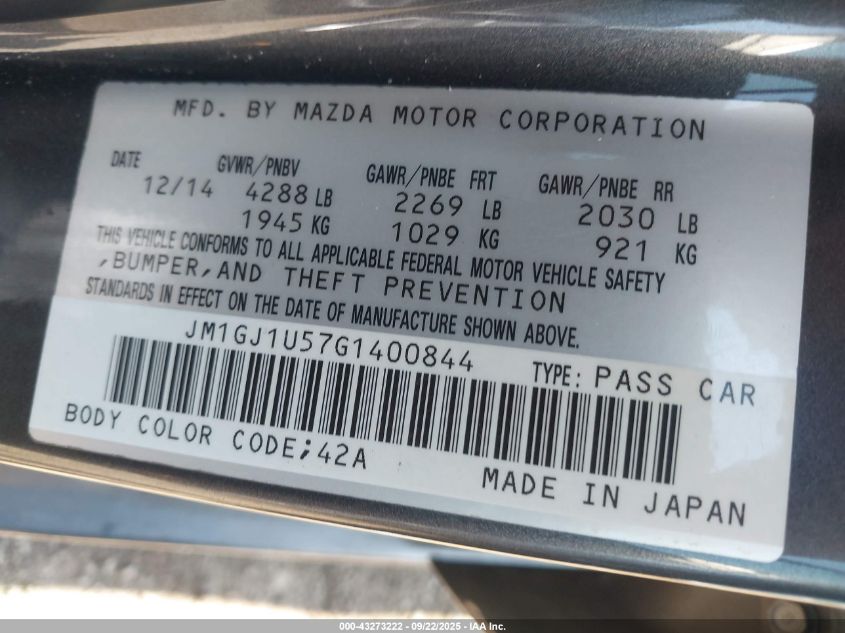 MFD. BY MAZDA MOTOR CORPORATION
DATE GVWR/PNBV GAWR/PNBE FRT GAWR/PNBE RR
12/14 4288 LB 2269 LB 2030 LB
1945 KG 1029 KG 921 KG
THIS VEHICLE CONFORMS TO ALL APPLICABLE FEDERAL MOTOR VEHICLE SAFETY
,BUMPER,AND THEFT PREVENTION
STANDARDS IN EFFECT ON THE DATE OF MANUFACTURE SHOWN ABOVE.
JM1GJ1U57G1400844 TYPE: PASS CAR
BODY COLOR CODE;42A MADE IN JAPAN
000-43273222 - 09/22/2025 - IAA Inc.